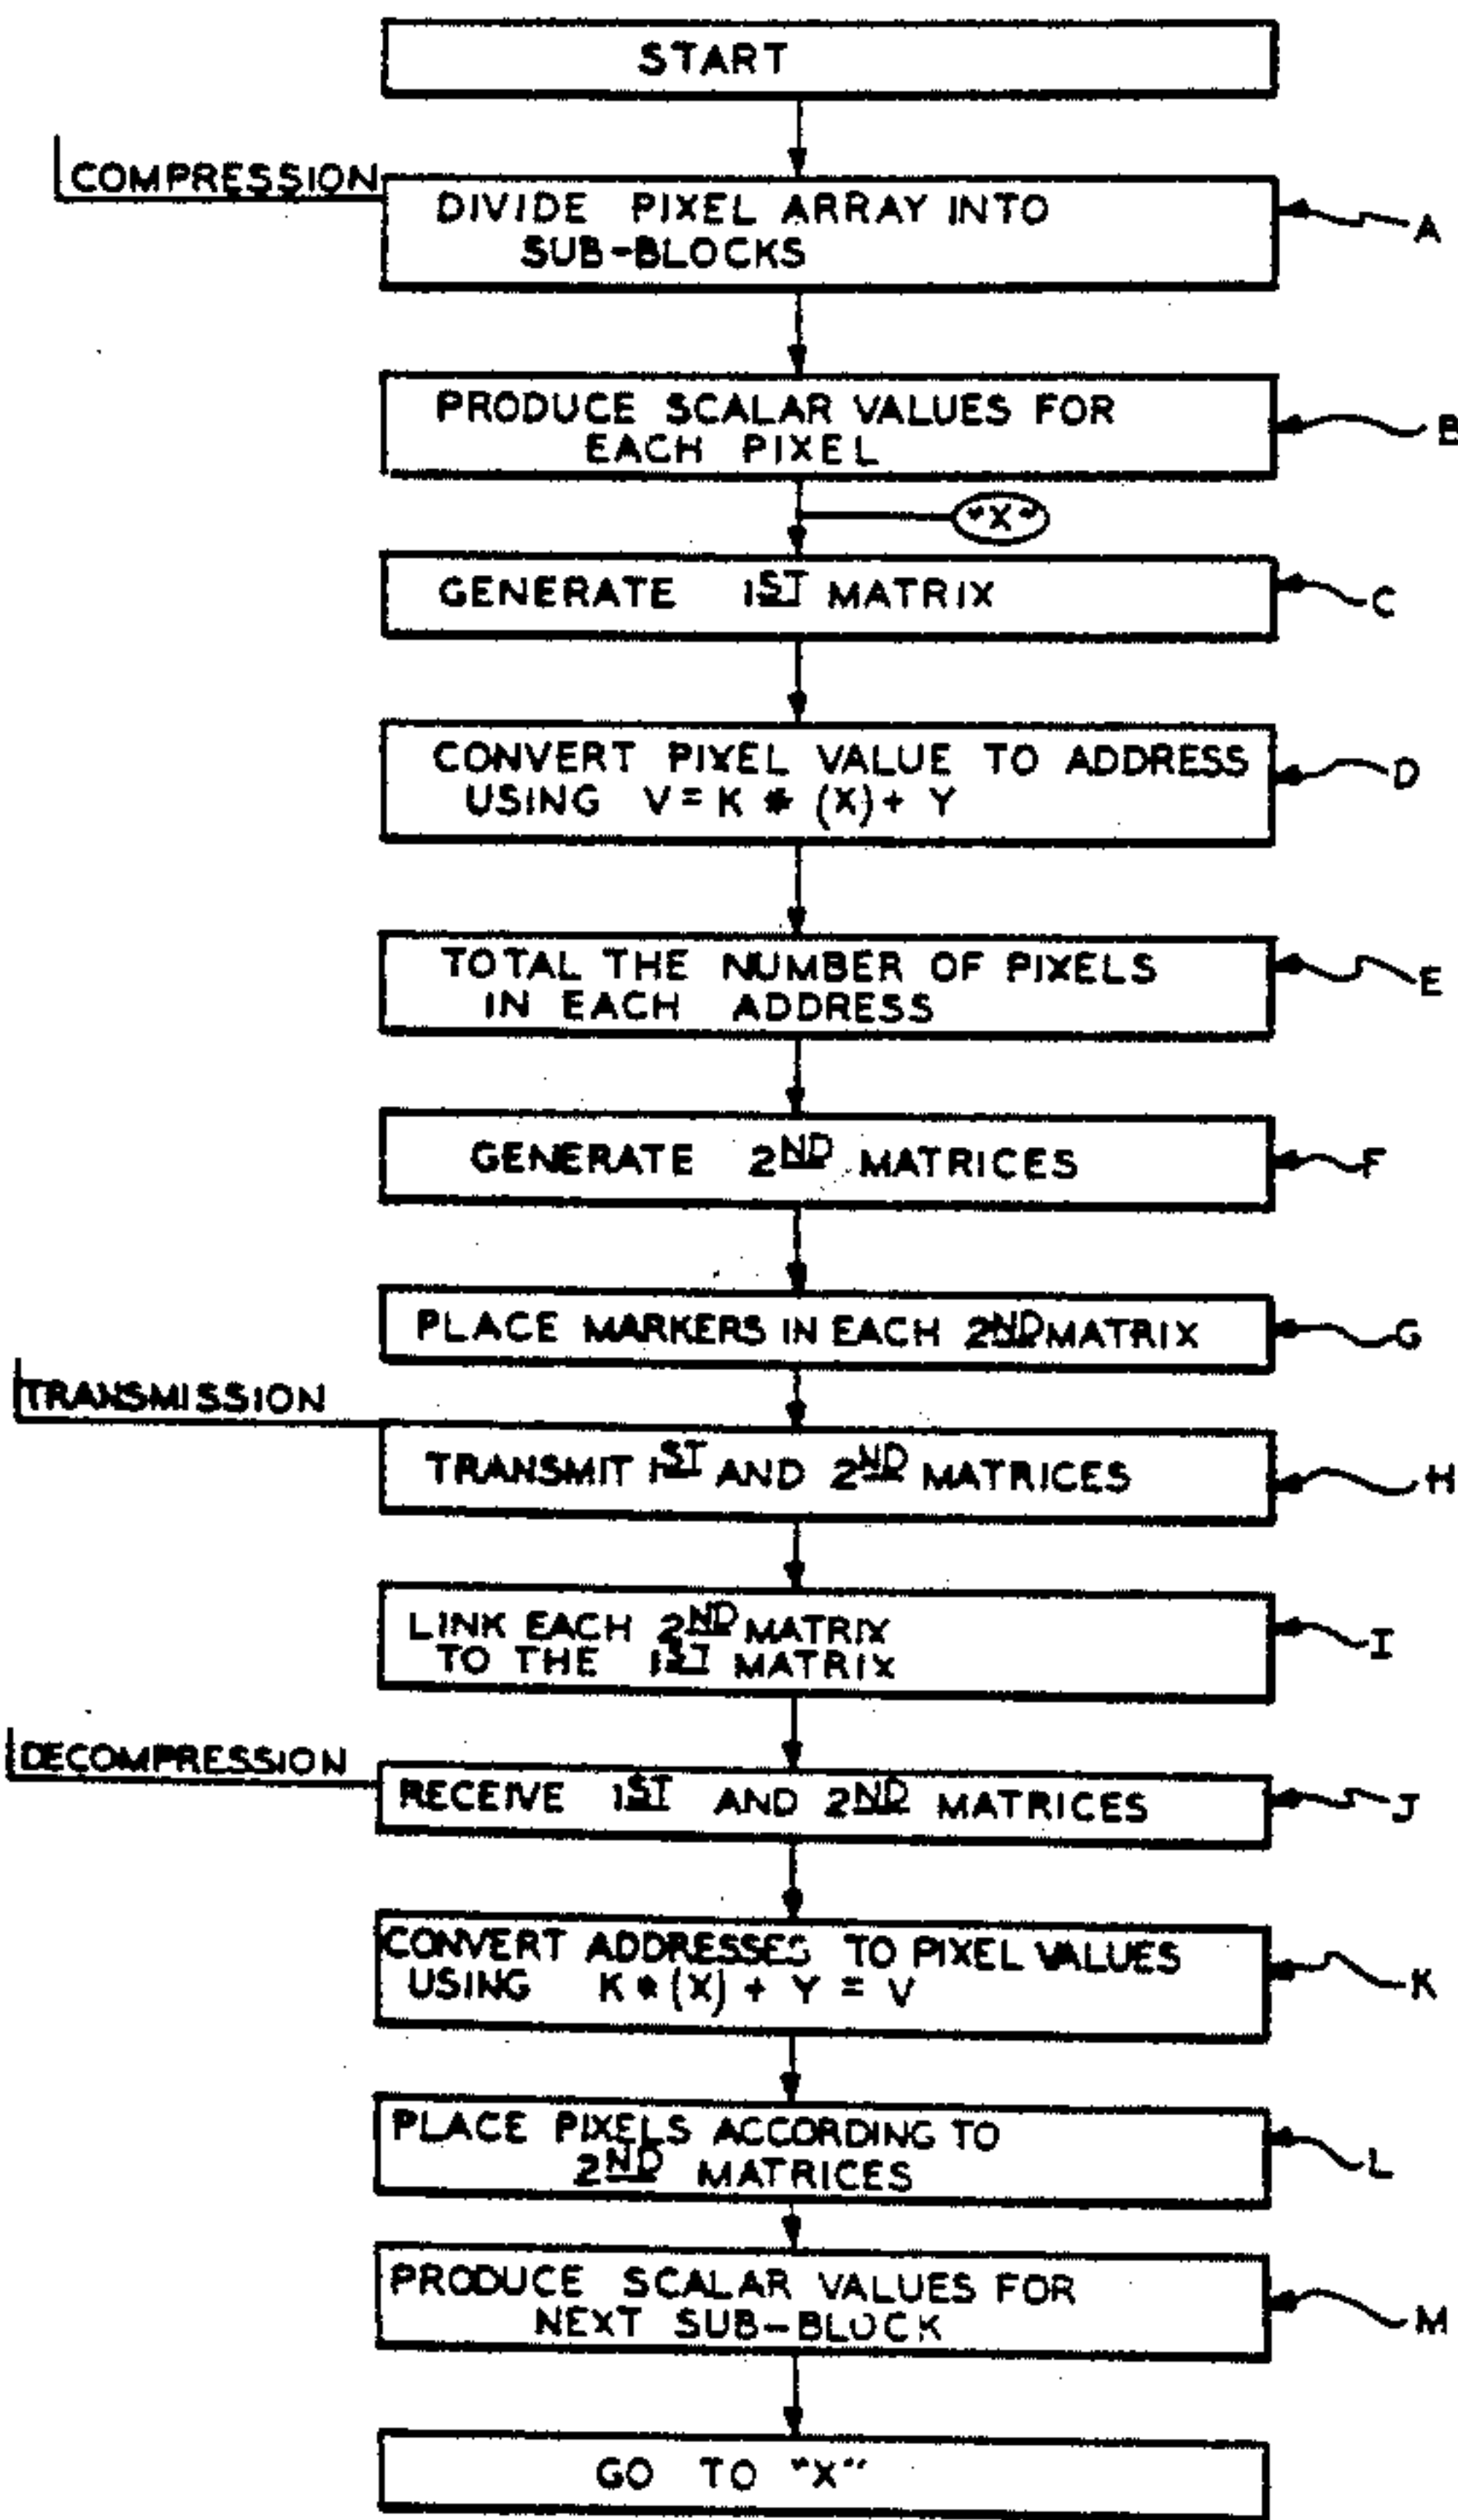 START
COMPRESSION
DIVIDE PIXEL ARRAY INTO
SUB-BLOCKS
A
PRODUCE SCALAR VALUES FOR
EACH PIXEL
B
"X"
GENERATE 1ST MATRIX
C
CONVERT PIXEL VALUE TO ADDRESS
USING V = K * (X) + Y
D
TOTAL THE NUMBER OF PIXELS
IN EACH ADDRESS
E
GENERATE 2ND MATRICES
F
PLACE MARKERS IN EACH 2ND MATRIX
G
TRANSMISSION
TRANSMIT 1ST AND 2ND MATRICES
H
LINK EACH 2ND MATRIX
TO THE 1ST MATRIX
I
DECOMPRESSION
RECEIVE 1ST AND 2ND MATRICES
J
CONVERT ADDRESSES TO PIXEL VALUES
USING K * (X) + Y = V
K
PLACE PIXELS ACCORDING TO
2ND MATRICES
L
PRODUCE SCALAR VALUES FOR
NEXT SUB-BLOCK
M
GO TO "X"